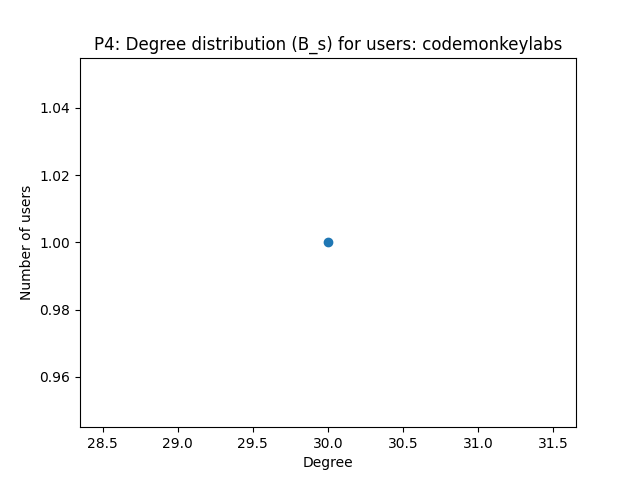 P4: Degree distribution (B_s) for users: codemonkeylabs
1.04
1.02
1.00
0.98
0.96
Number of users
28.5 29.0 29.5 30.0 30.5 31.0 31.5
Degree